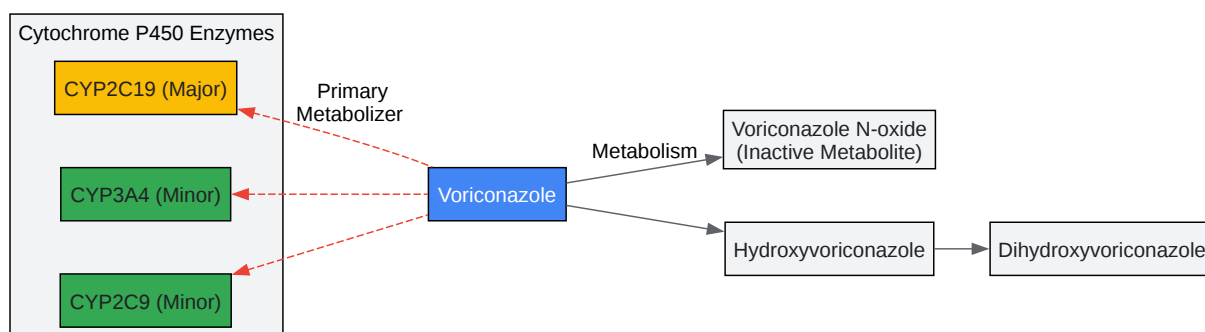 Cytochrome P450 Enzymes
CYP2C19 (Major)
CYP3A4 (Minor)
CYP2C9 (Minor)
Primary
Metabolizer
Voriconazole
Metabolism
Voriconazole N-oxide
(Inactive Metabolite)
Hydroxyvoriconazole
Dihydroxyvoriconazole